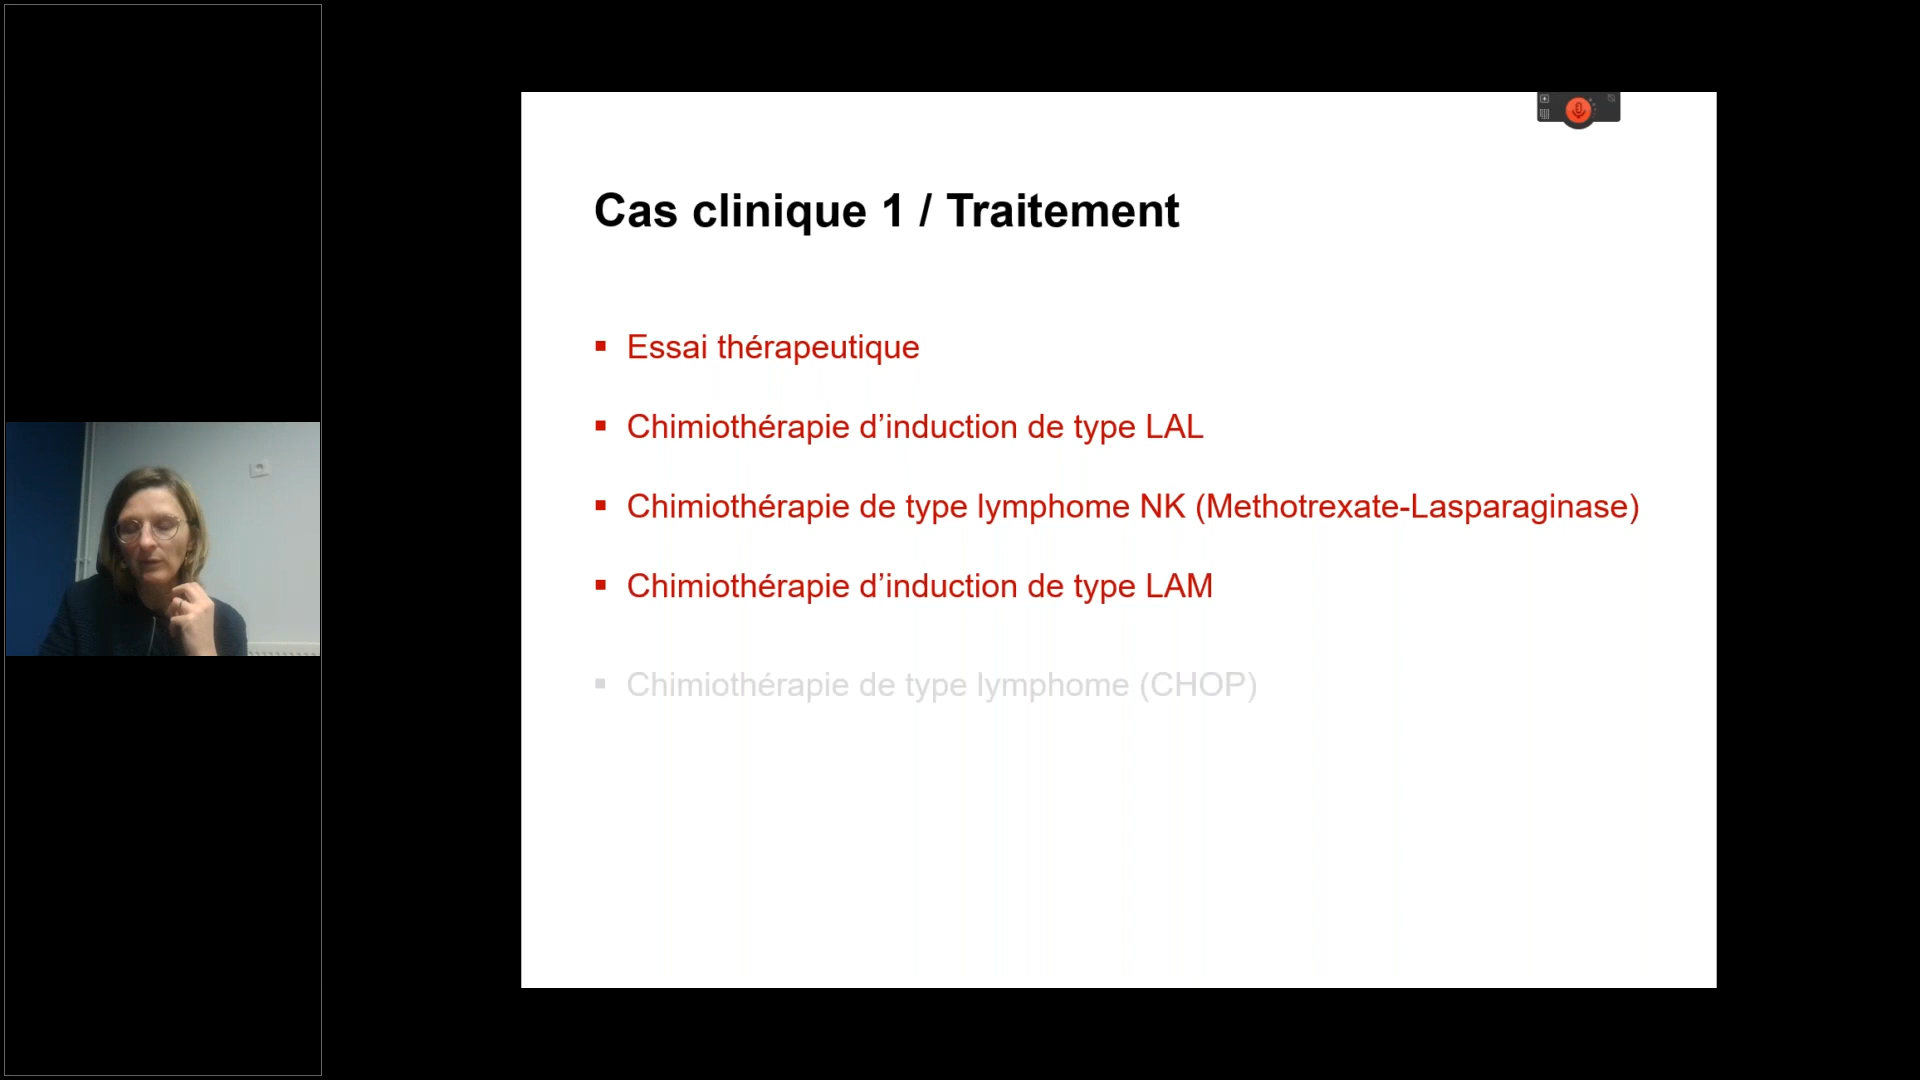 Cas clinique 1 / Traitement
Essai thérapeutique
Chimiothérapie d’induction de type LAL
Chimiothérapie de type lymphome NK (Methotrexate-Lasparaginase)
Chimiothérapie d’induction de type LAM
Chimiothérapie de type lymphome (CHOP)